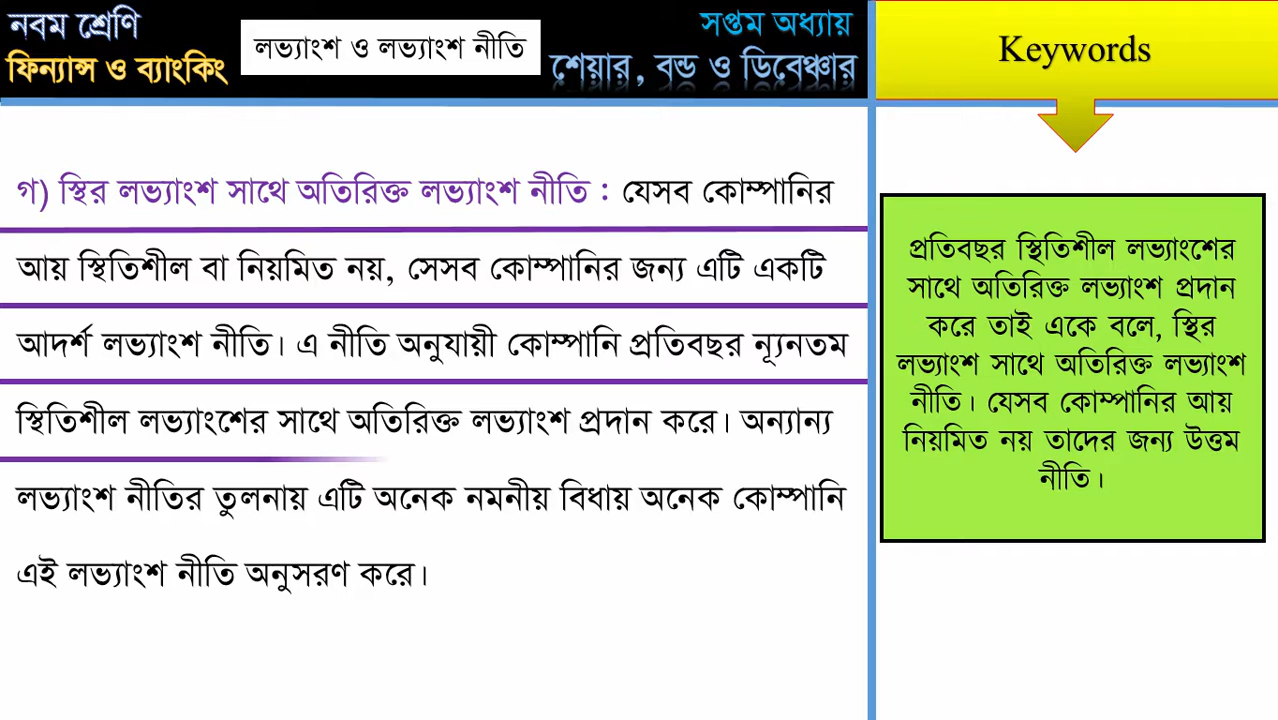 নবম শ্রেণি
ফিন্যান্স ও ব্যাংকিং
লভ্যাংশ ও লভ্যাংশ নীতি
সপ্তম অধ্যায়
শেয়ার, বন্ড ও ডিবেঞ্চার
Keywords
গ) স্থির লভ্যাংশ সাথে অতিরিক্ত লভ্যাংশ নীতি : যেসব কোম্পানির
আয় স্থিতিশীল বা নিয়মিত নয়, সেসব কোম্পানির জন্য এটি একটি
আদর্শ লভ্যাংশ নীতি। এ নীতি অনুযায়ী কোম্পানি প্রতিবছর ন্যূনতম
স্থিতিশীল লভ্যাংশের সাথে অতিরিক্ত লভ্যাংশ প্রদান করে। অন্যান্য
লভ্যাংশ নীতির তুলনায় এটি অনেক নমনীয় বিধায় অনেক কোম্পানি
এই লভ্যাংশ নীতি অনুসরণ করে।
প্রতিবছর স্থিতিশীল লভ্যাংশের
সাথে অতিরিক্ত লভ্যাংশ প্রদান
করে তাই একে বলে, স্থির
লভ্যাংশ সাথে অতিরিক্ত লভ্যাংশ
নীতি। যেসব কোম্পানির আয়
নিয়মিত নয় তাদের জন্য উত্তম
নীতি।